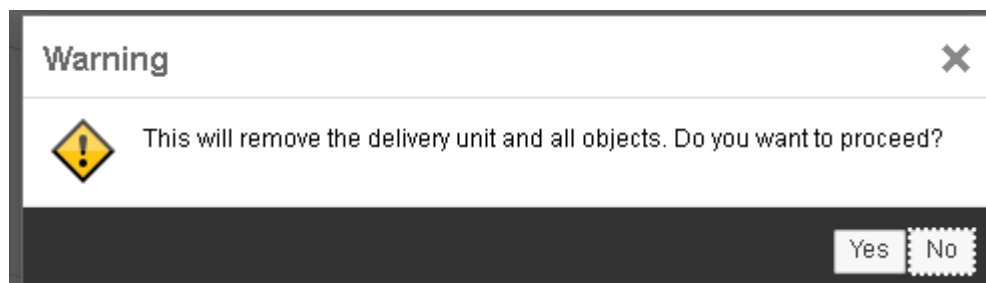 Warning
This will remove the delivery unit and all objects. Do you want to proceed?
Yes No